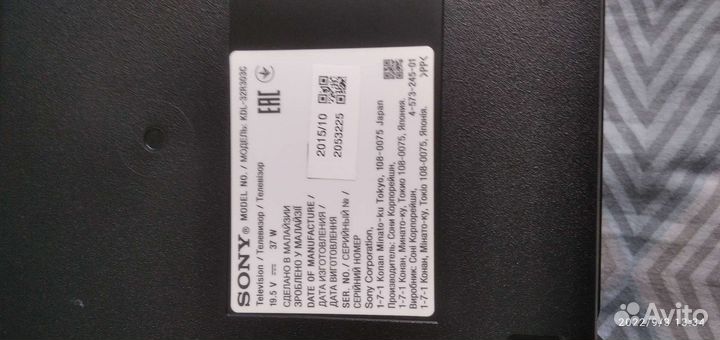 SONY® MODEL NO. / МОДЕЛЬ: KDL-32R303C
Television / Телевизор / Телевізор
19.5 V ⎓ 37 W
EAC
СДЕЛАНО В МАЛАЙЗИИ
ЗРОБЛЕНО У МАЛАЙЗІЇ
DATE OF MANUFACTURE /
ДАТА ИЗГОТОВЛЕНИЯ /
ДАТА ВИГОТОВЛЕННЯ
2015/10
SER. NO. / СЕРИЙНЫЙ № /
СЕРІЙНИЙ НОМЕР
2053225
Sony Corporation,
1-7-1 Konan Minato-ku Tokyo, 108-0075 Japan
Производитель: Сони Корпорейшн,
1-7-1 Конан, Минато-ку, Токио 108-0075, Япония.
Виробник: Соні Корпорейшн,
1-7-1 Конан, Мінато-ку, Токіо 108-0075, Японія.
4-573-245-01
>PP<
2022/9/3 13:34
Avito